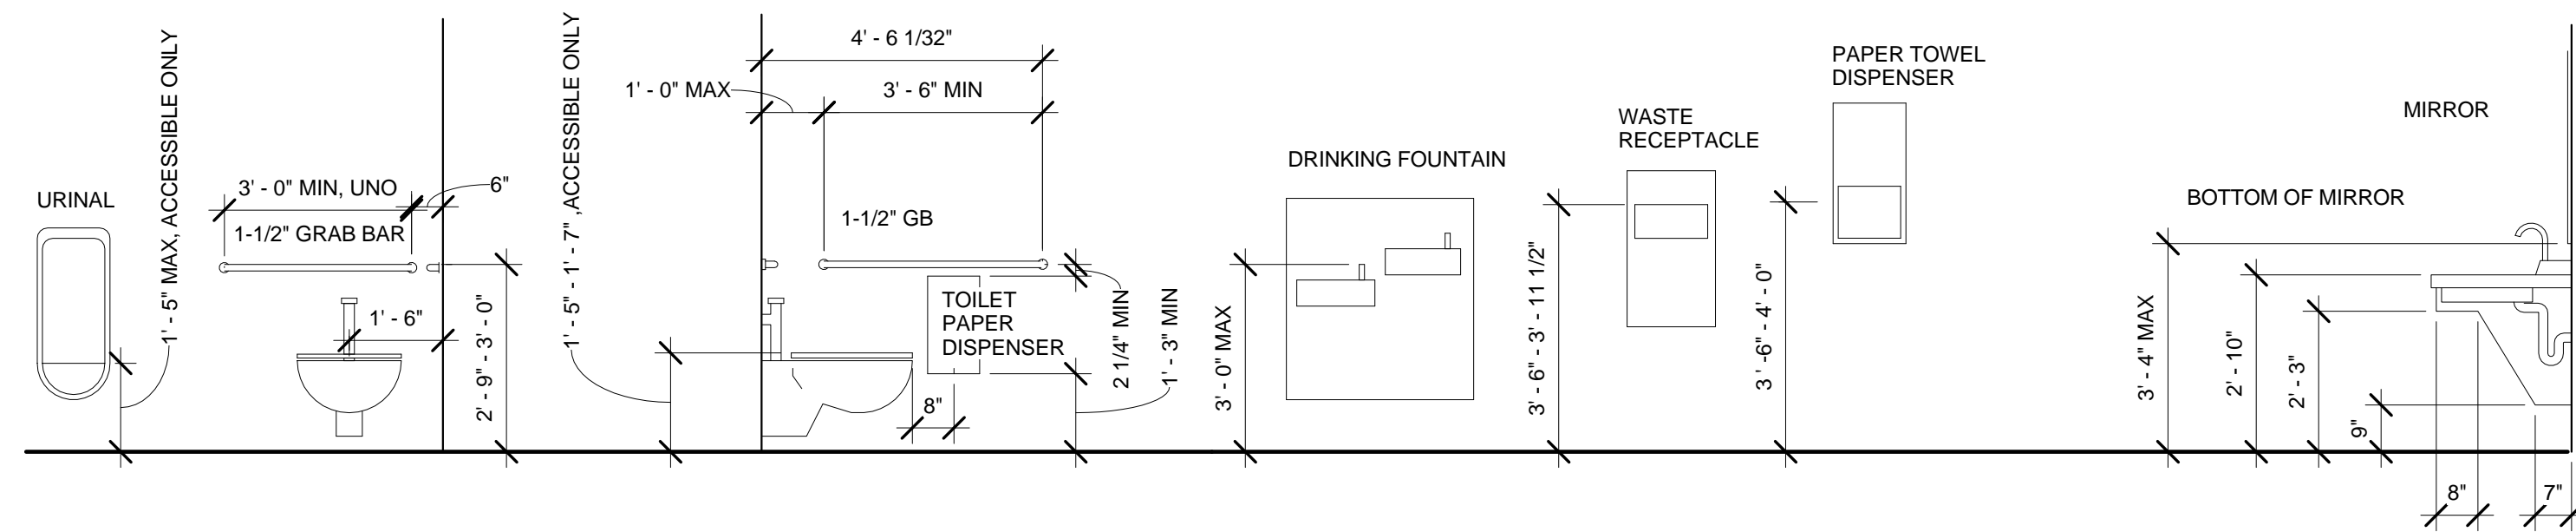 URINAL
1' - 5" MAX, ACCESSIBLE ONLY
3' - 0" MIN, UNO
6"
1-1/2" GRAB BAR
1' - 6"
2' - 9" - 3' - 0"
1' - 5" - 1' - 7" ,ACCESSIBLE ONLY
4' - 6 1/32"
1' - 0" MAX
3' - 6" MIN
1-1/2" GB
TOILET
PAPER
DISPENSER
8"
2 1/4" MIN
1' - 3" MIN
DRINKING FOUNTAIN
3' - 0" MAX
WASTE
RECEPTACLE
3' - 6" - 3' - 11 1/2"
PAPER TOWEL
DISPENSER
3 ' -6" - 4' - 0"
MIRROR
BOTTOM OF MIRROR
3' - 4" MAX
2' - 10"
2' - 3"
9"
8"
7"